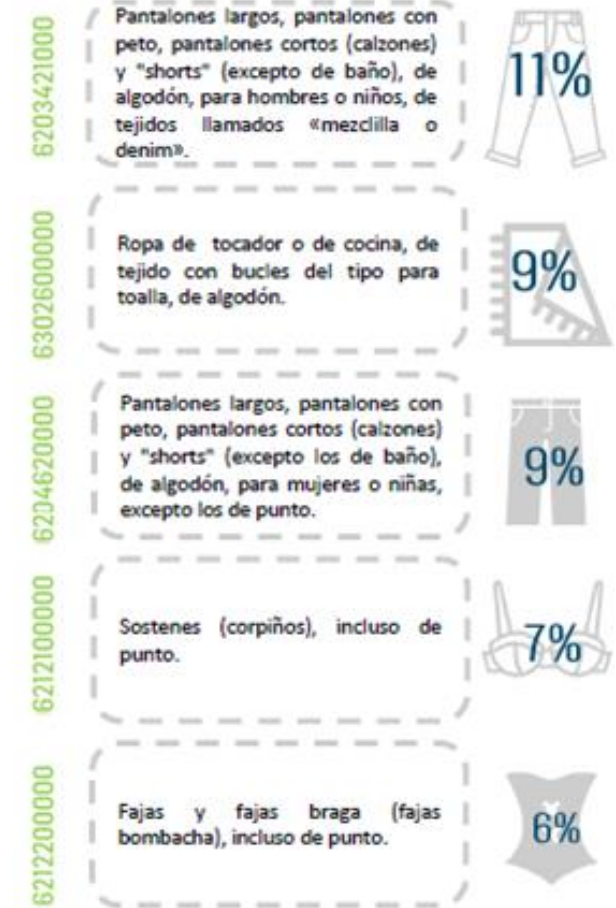 6203421000
Pantalones largos, pantalones con
peto, pantalones cortos (calzones)
y "shorts" (excepto de baño), de
algodón, para hombres o niños, de
tejidos llamados «mezclilla o
denim».
11%
6302600000
Ropa de tocador o de cocina, de
tejido con bucles del tipo para
toalla, de algodón.
9%
6204620000
Pantalones largos, pantalones con
peto, pantalones cortos (calzones)
y "shorts" (excepto los de baño),
de algodón, para mujeres o niñas,
excepto los de punto.
9%
6212100000
Sostenes (corpiños), incluso de
punto.
7%
6212200000
Fajas y fajas braga (fajas
bombacha), incluso de punto.
6%